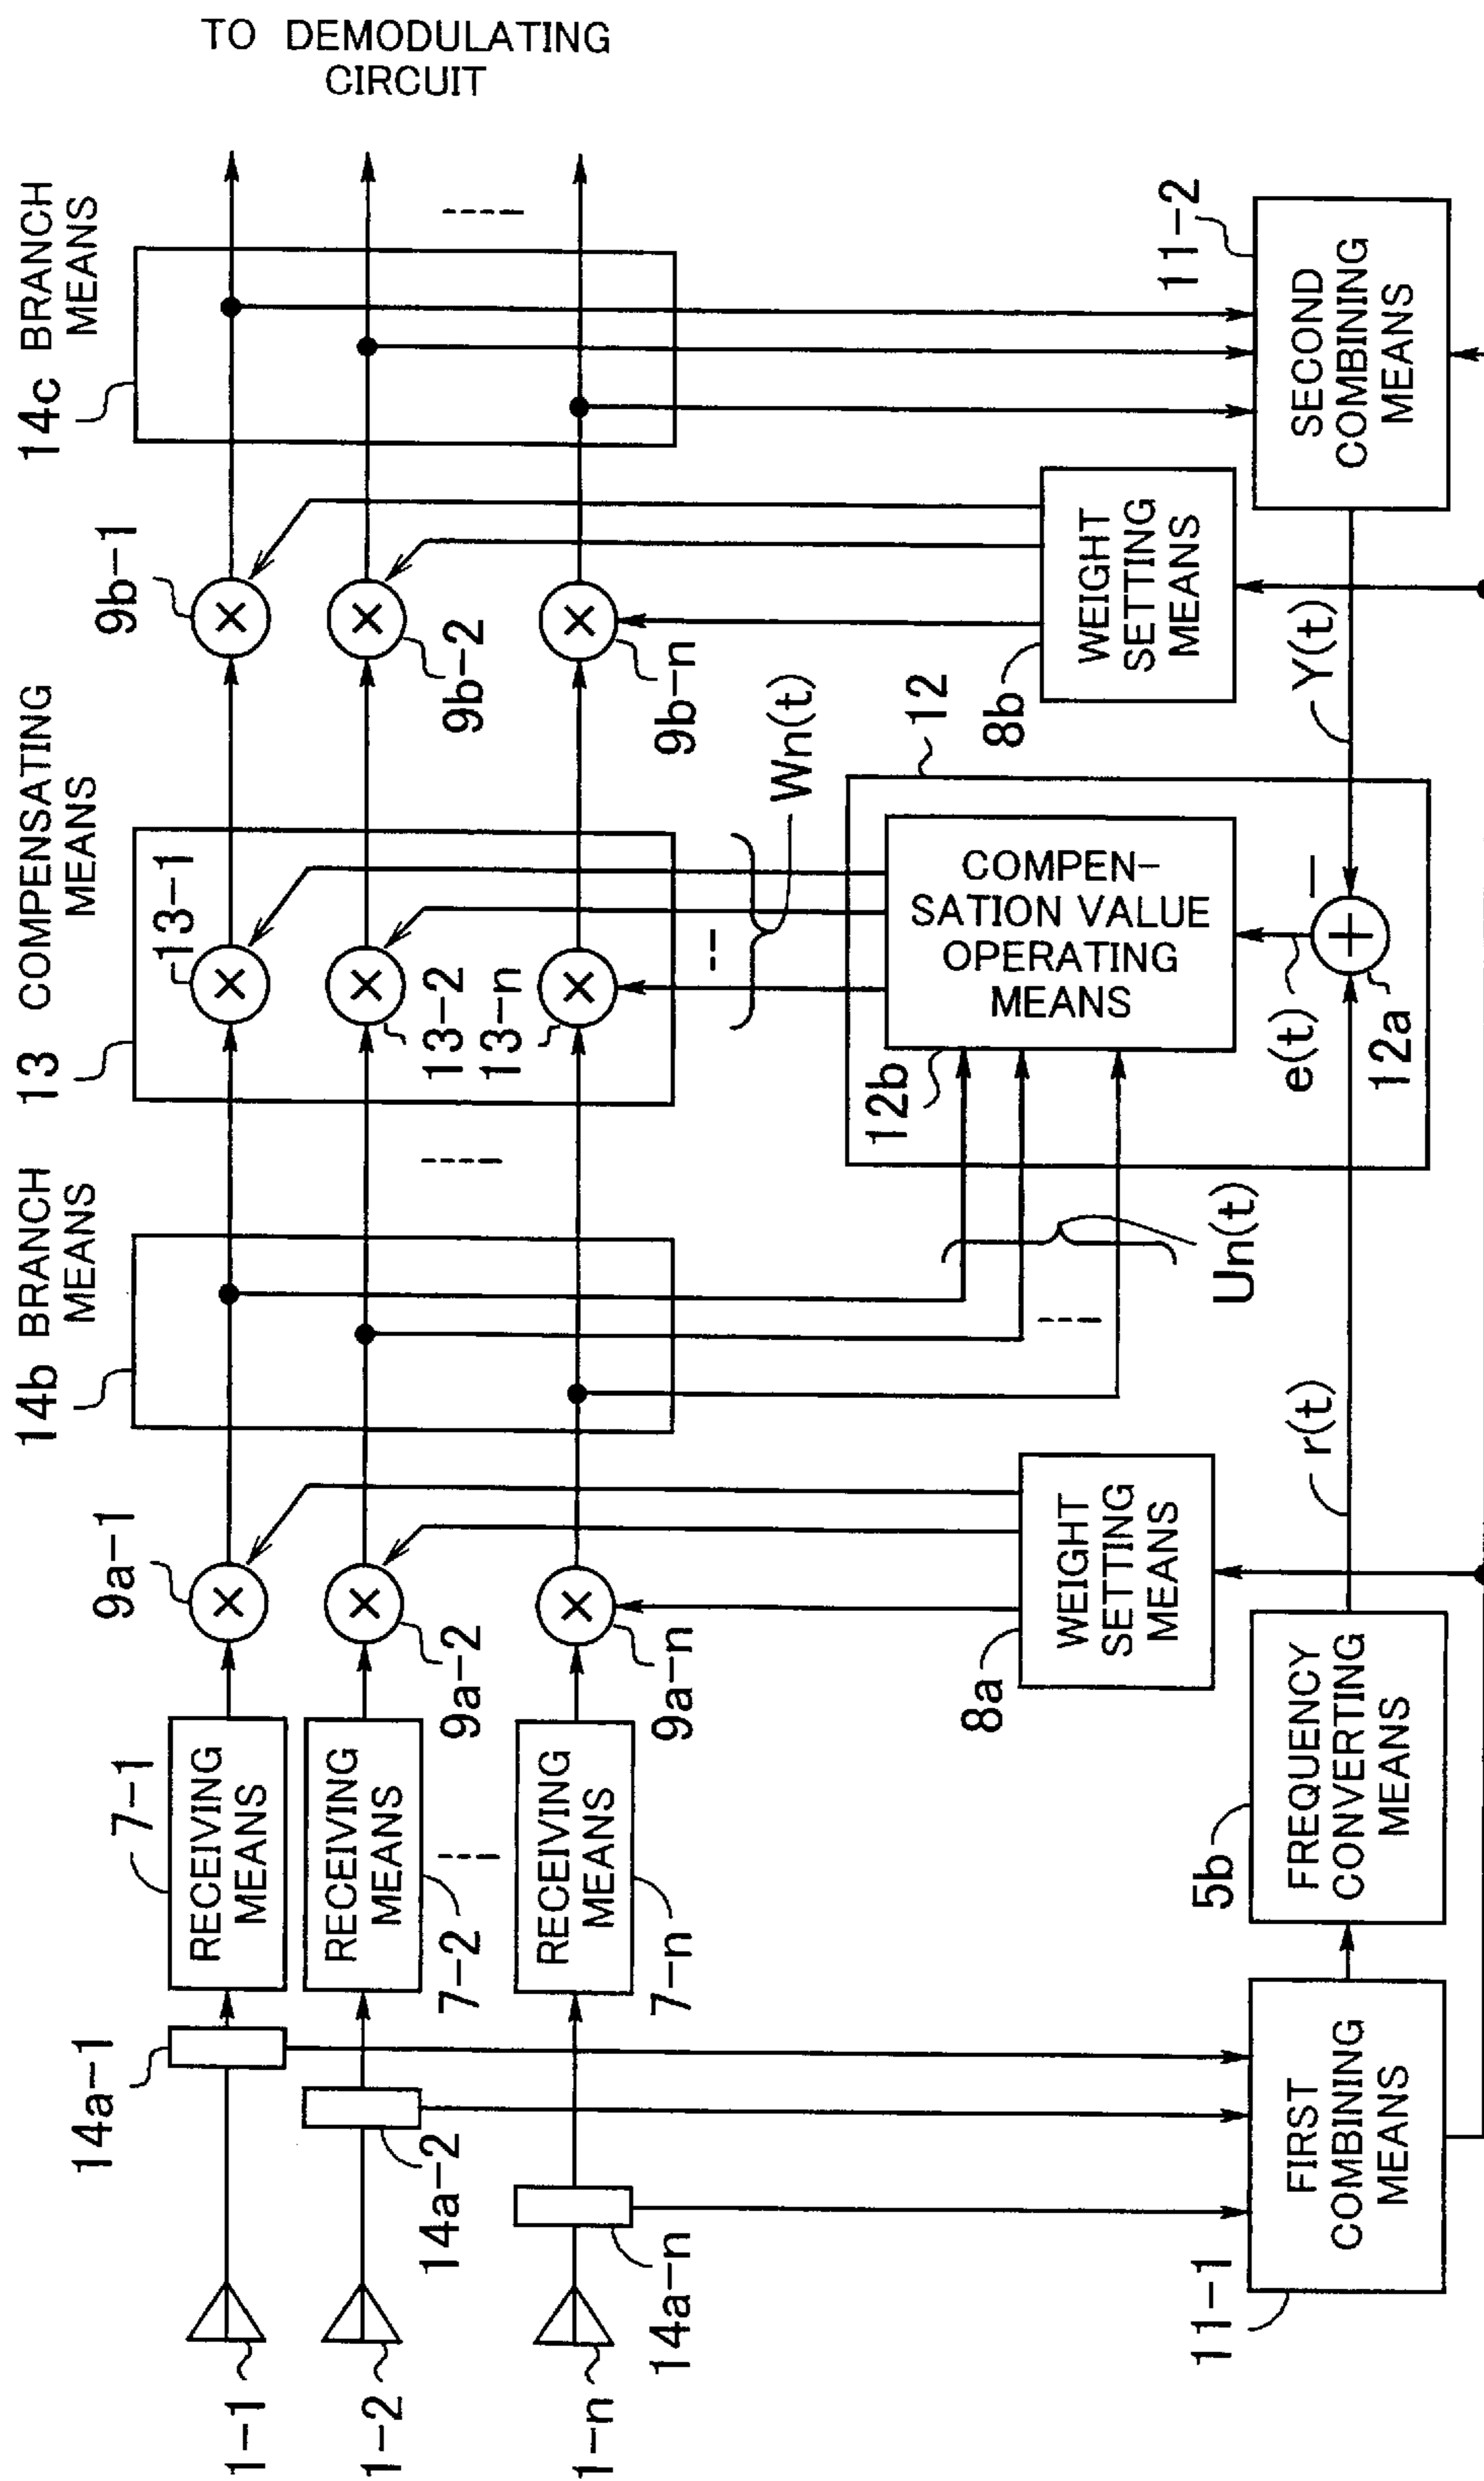 TO DEMODULATING
CIRCUIT
14c BRANCH
MEANS
13 COMPENSATING
MEANS
14b BRANCH
MEANS
9b-1
9b-2
9b-n
13-1
13-2
13-n
9a-1
9a-2
9a-n
7-1
RECEIVING
MEANS
RECEIVING
MEANS
7-2
RECEIVING
MEANS
7-n
14a-1
14a-2
14a-n
1-1
1-2
1-n
Wn(t)
12
8b
WEIGHT
SETTING
MEANS
COMPEN-
SATION VALUE
OPERATING
MEANS
12b
Un(t)
8a
WEIGHT
SETTING
MEANS
11-2
SECOND
COMBINING
MEANS
Y(t)
−
+
e(t)
12a
r(t)
5b
FREQUENCY
CONVERTING
MEANS
11-1
FIRST
COMBINING
MEANS